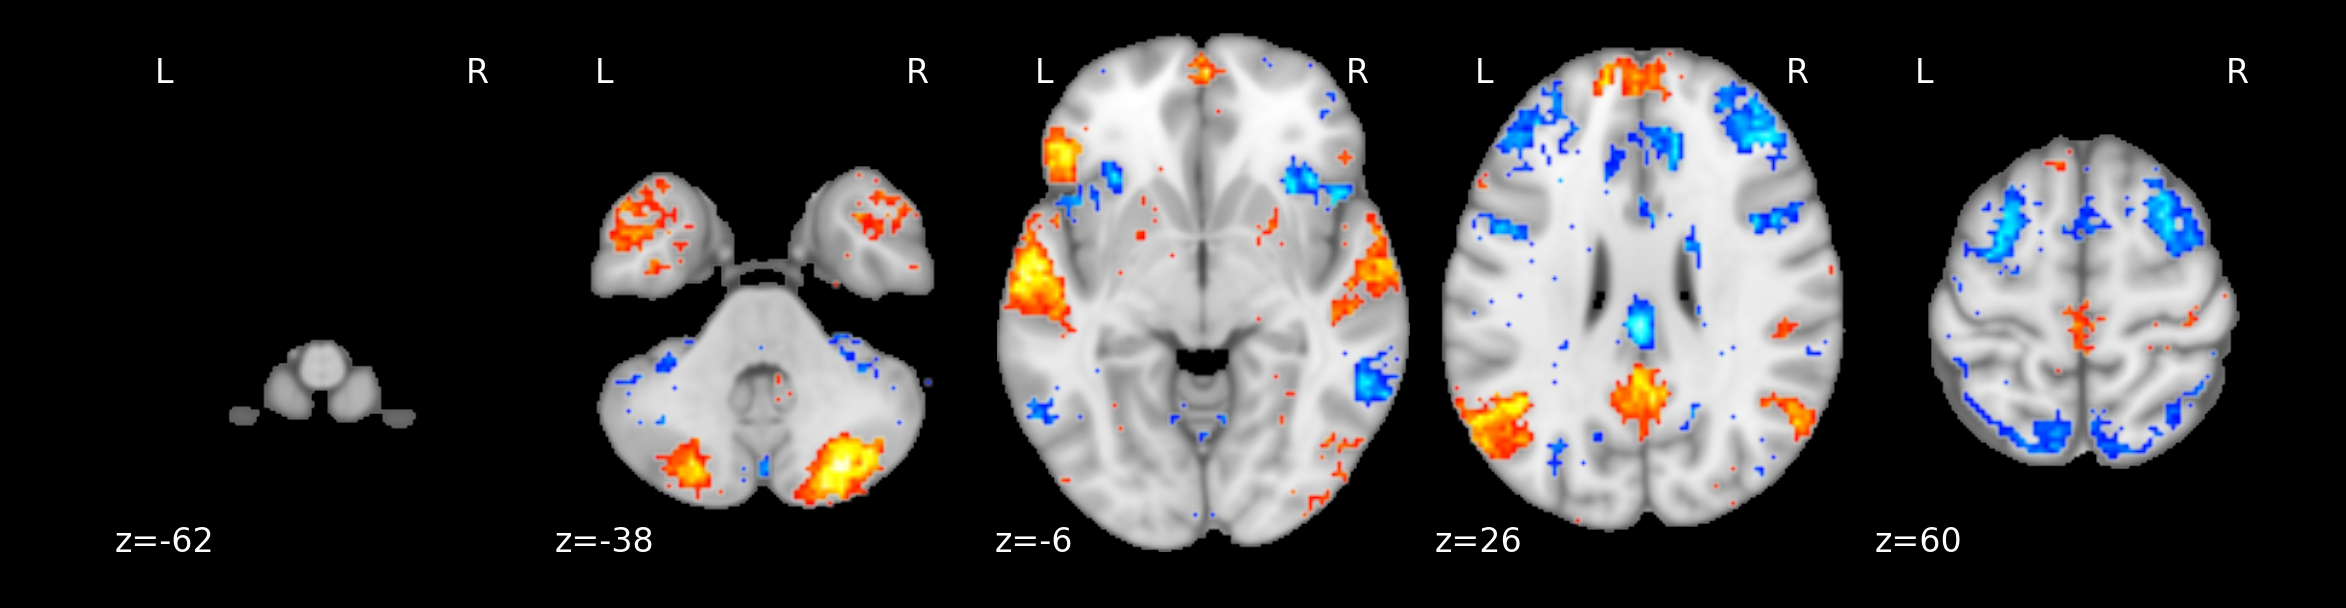 L R L R L R L R L R
z=-62 z=-38 z=-6 z=26 z=60